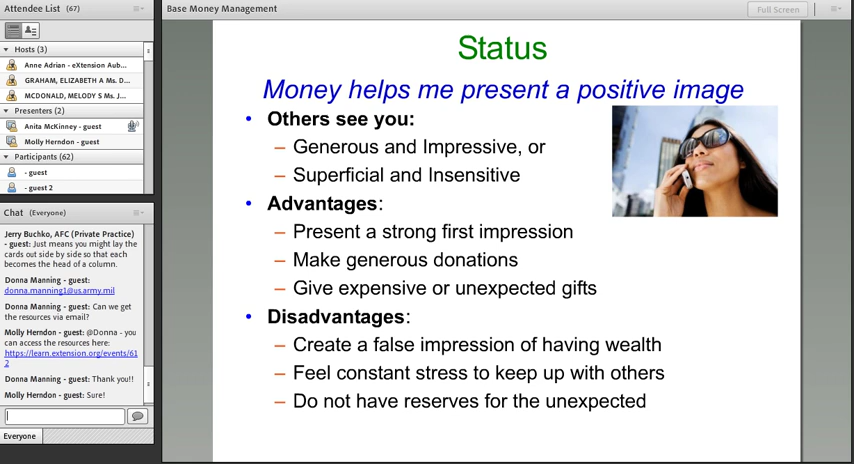 Attendee List (67)
Hosts (3)
Anne Adrian - eXtension Aub...
GRAHAM, ELIZABETH A Ms. D...
MCDONALD, MELODY S Ms. J...
Presenters (2)
Anita McKinney - guest
Molly Herndon - guest
Participants (62)
- guest
- guest 2
Chat (Everyone)
Jerry Buchko, AFC (Private Practice)
- guest: Just means you might lay the
cards out side by side so that each
becomes the head of a column.
Donna Manning - guest:
donna.manning1@us.army.mil
Donna Manning - guest: Can we get
the resources via email?
Molly Herndon - guest: @Donna - you
can access the resources here:
https://learn.extension.org/events/61
2
Donna Manning - guest: Thank you!!
Molly Herndon - guest: Sure!
Everyone
Base Money Management
Full Screen
Status
Money helps me present a positive image
• Others see you:
– Generous and Impressive, or
– Superficial and Insensitive
• Advantages:
– Present a strong first impression
– Make generous donations
– Give expensive or unexpected gifts
• Disadvantages:
– Create a false impression of having wealth
– Feel constant stress to keep up with others
– Do not have reserves for the unexpected